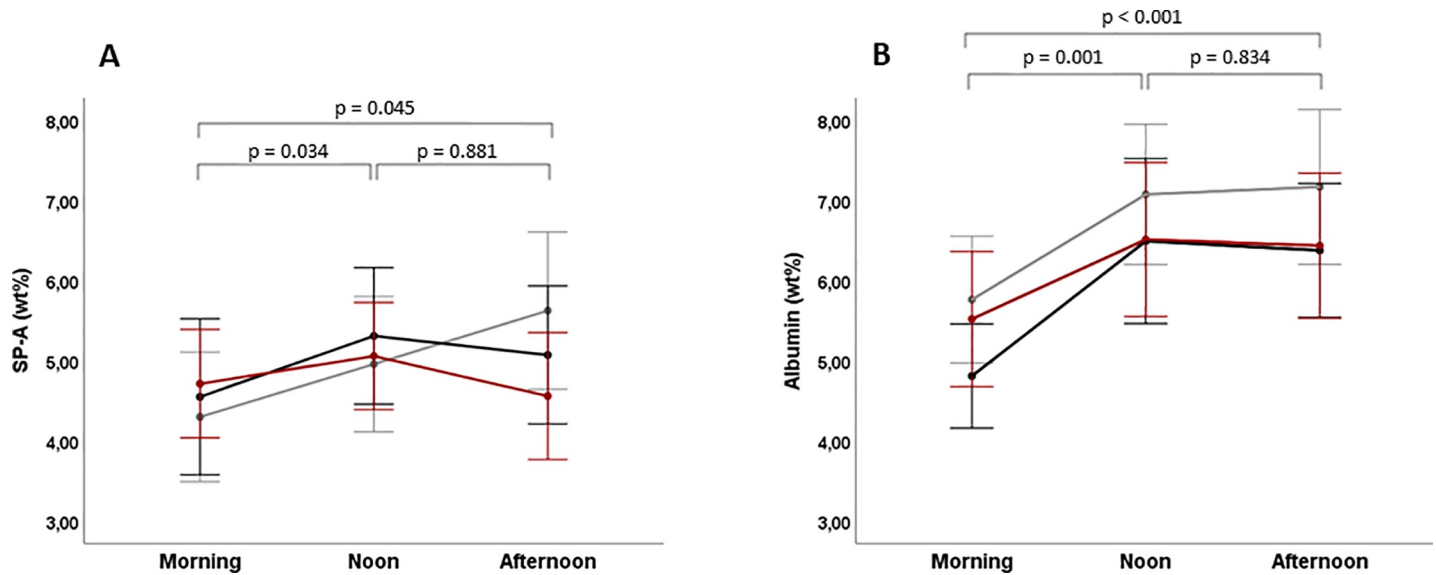 A
p = 0.045
p = 0.034
p = 0.881
SP-A (wt%)
8,00
7,00
6,00
5,00
4,00
3,00
Morning
Noon
Afternoon
B
p < 0.001
p = 0.001
p = 0.834
Albumin (wt%)
8,00
7,00
6,00
5,00
4,00
3,00
Morning
Noon
Afternoon